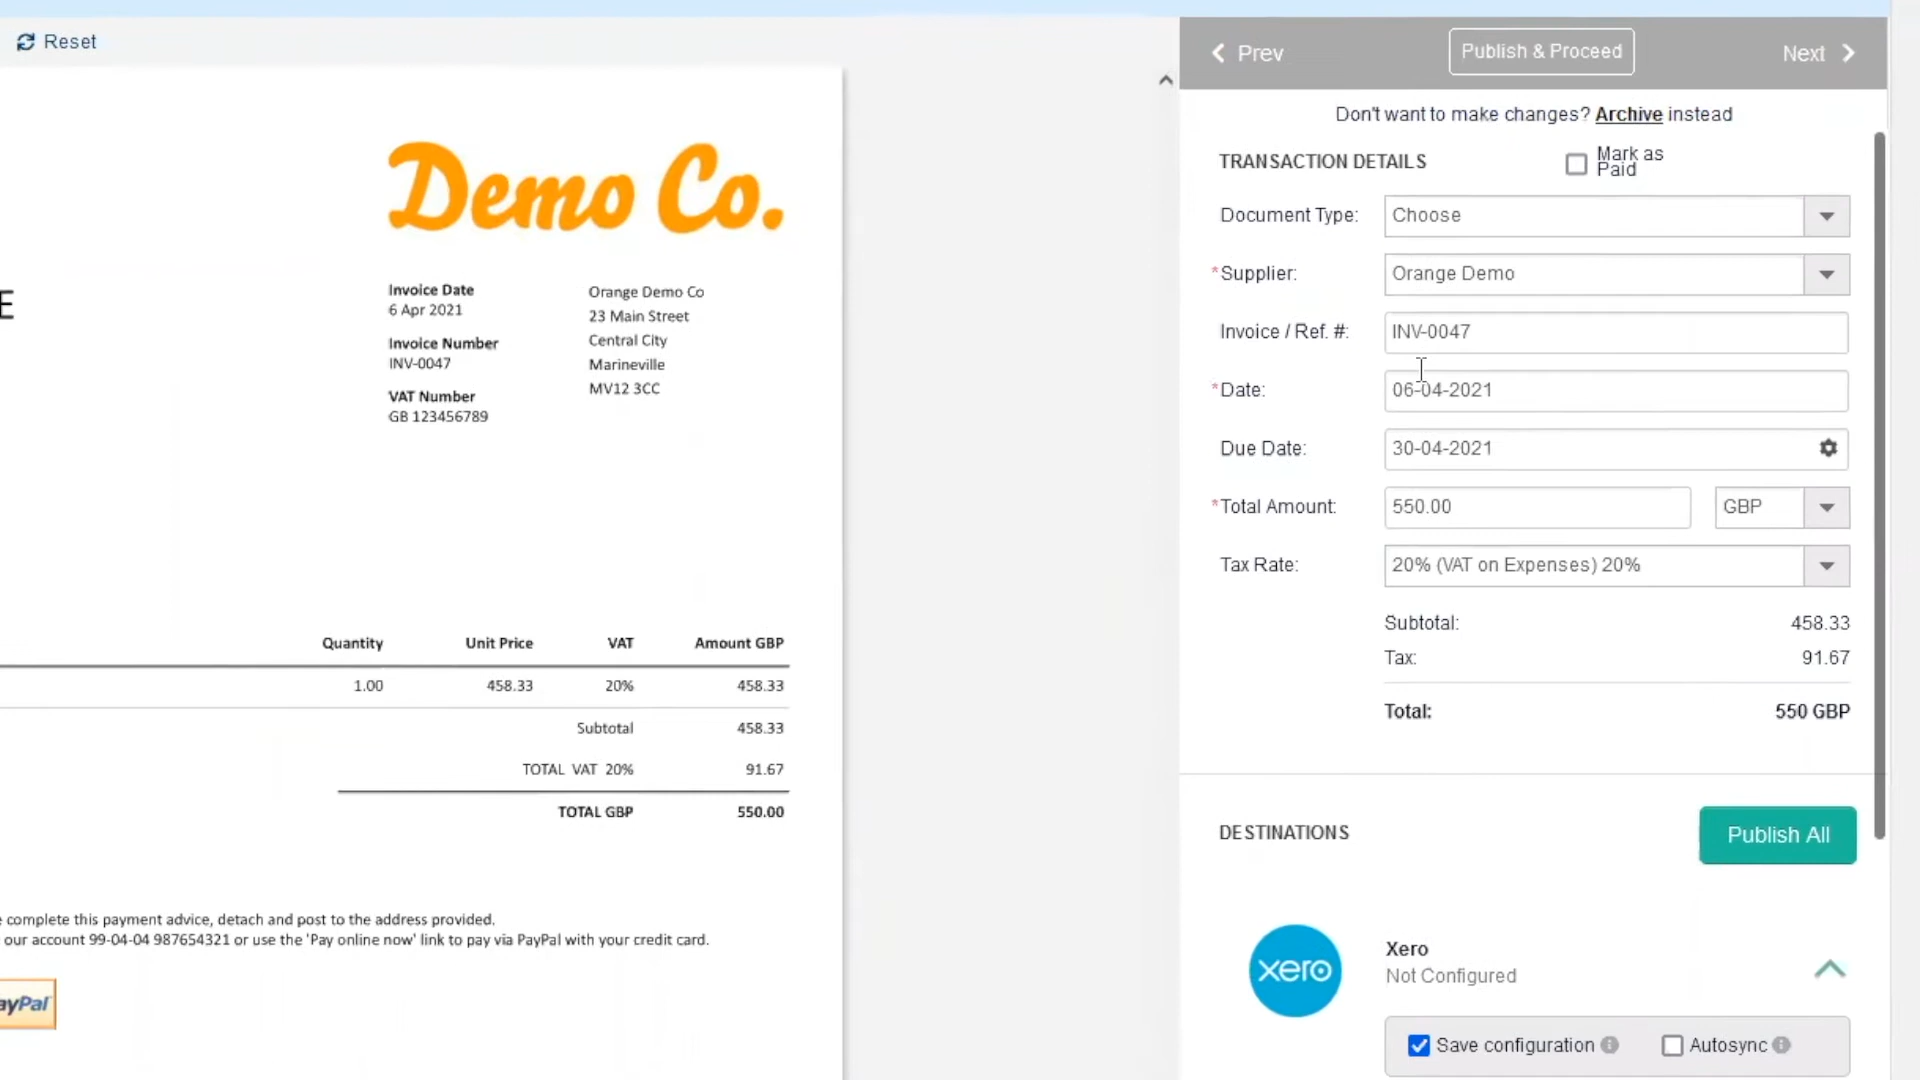 Reset
E
Demo Co.
Invoice Date
6 Apr 2021
Invoice Number
INV-0047
VAT Number
GB 123456789
Orange Demo Co
23 Main Street
Central City
Marineville
MV12 3CC
Quantity Unit Price VAT Amount GBP
1.00 458.33 20% 458.33
Subtotal 458.33
TOTAL VAT 20% 91.67
TOTAL GBP 550.00
complete this payment advice, detach and post to the address provided.
our account 99-04-04 987654321 or use the 'Pay online now' link to pay via PayPal with your credit card.
ayPal
Prev Publish & Proceed Next
Don't want to make changes? Archive instead
TRANSACTION DETAILS
Mark as
Paid
Document Type: Choose
*Supplier: Orange Demo
Invoice / Ref. #: INV-0047
*Date: 06-04-2021
Due Date: 30-04-2021
*Total Amount: 550.00 GBP
Tax Rate: 20% (VAT on Expenses) 20%
Subtotal: 458.33
Tax: 91.67
Total: 550 GBP
DESTINATIONS Publish All
xero
Xero
Not Configured
Save configuration Autosync